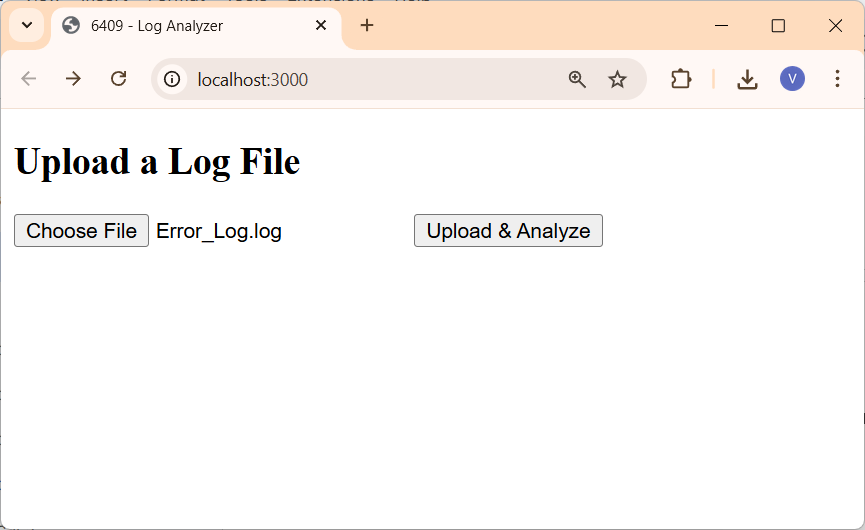 6409 - Log Analyzer
localhost:3000
V
Upload a Log File
Choose File Error_Log.log Upload & Analyze